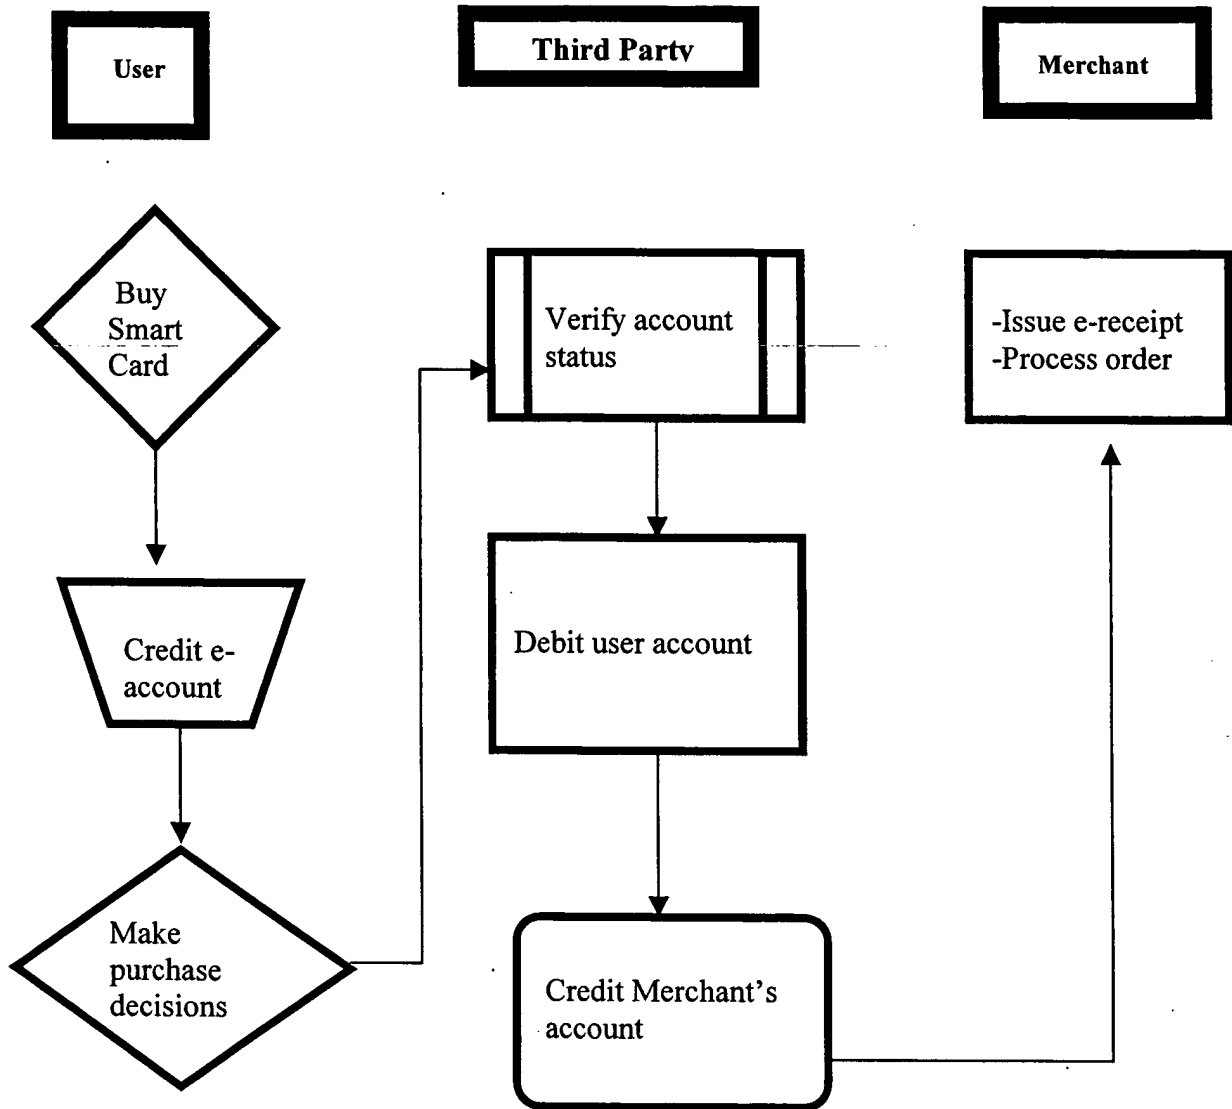 User
Third Party
Merchant
Buy
Smart
Card
Credit e-
account
Make
purchase
decisions
Verify account
status
Debit user account
Credit Merchant's
account
-Issue e-receipt
-Process order